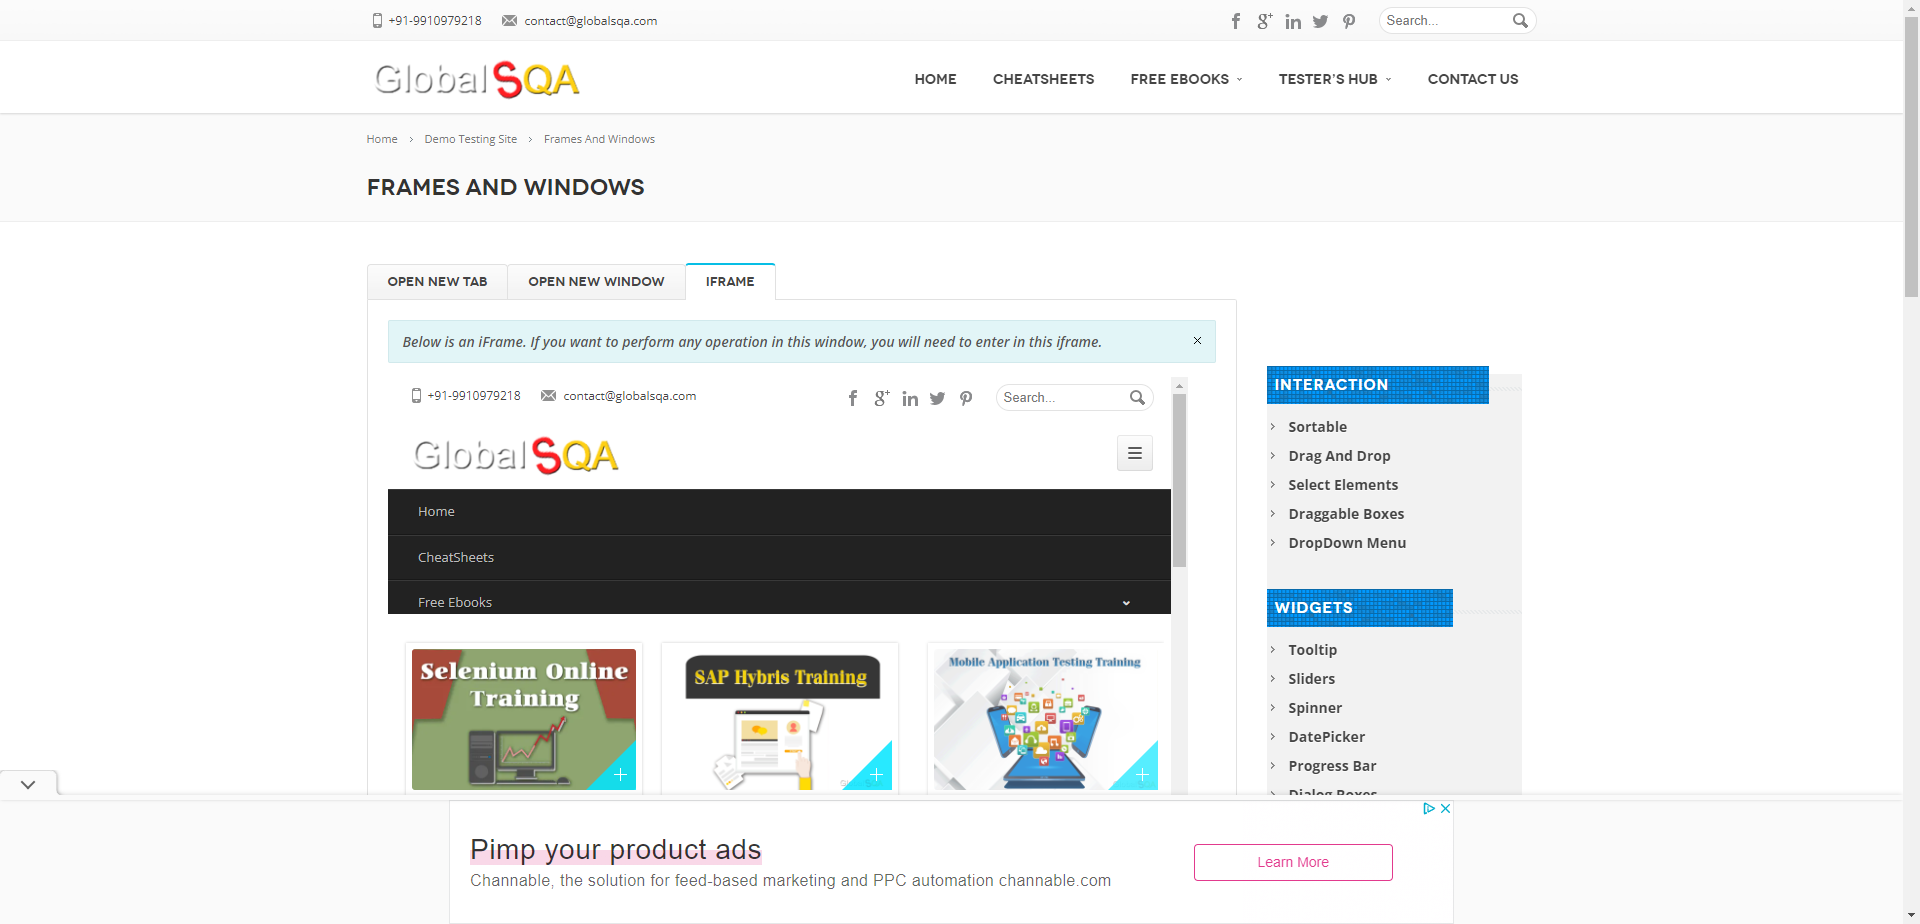 +91-9910979218 contact@globalsqa.com Search...
GlobalSQA HOME CHEATSHEETS FREE EBOOKS TESTER'S HUB CONTACT US
Home › Demo Testing Site › Frames And Windows
FRAMES AND WINDOWS
OPEN NEW TAB OPEN NEW WINDOW IFRAME
Below is an iFrame. If you want to perform any operation in this window, you will need to enter in this iframe.
+91-9910979218 contact@globalsqa.com Search...
GlobalSQA
Home
CheatSheets
Free Ebooks
Selenium Online
Training
SAP Hybris Training
Mobile Application Testing Training
INTERACTION
Sortable
Drag And Drop
Select Elements
Draggable Boxes
DropDown Menu
WIDGETS
Tooltip
Sliders
Spinner
DatePicker
Progress Bar
Dialog Boxes
Pimp your product ads
Channable, the solution for feed-based marketing and PPC automation channable.com
Learn More